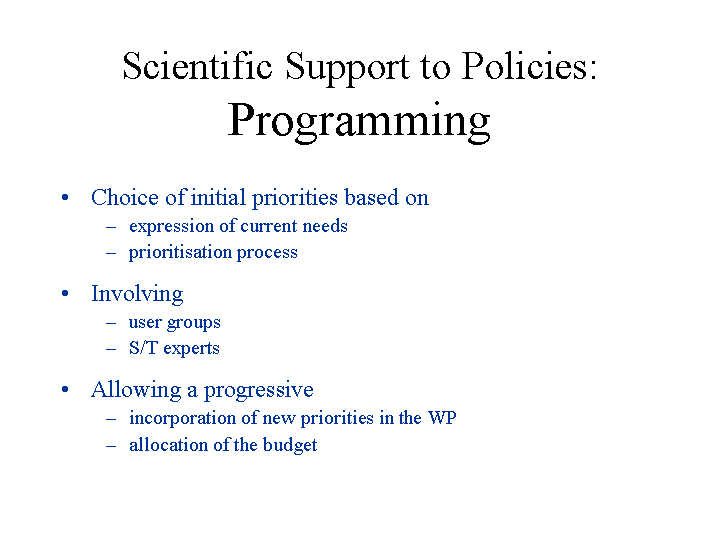 Scientific Support to Policies:
Programming
• Choice of initial priorities based on
– expression of current needs
– prioritisation process
• Involving
– user groups
– S/T experts
• Allowing a progressive
– incorporation of new priorities in the WP
– allocation of the budget